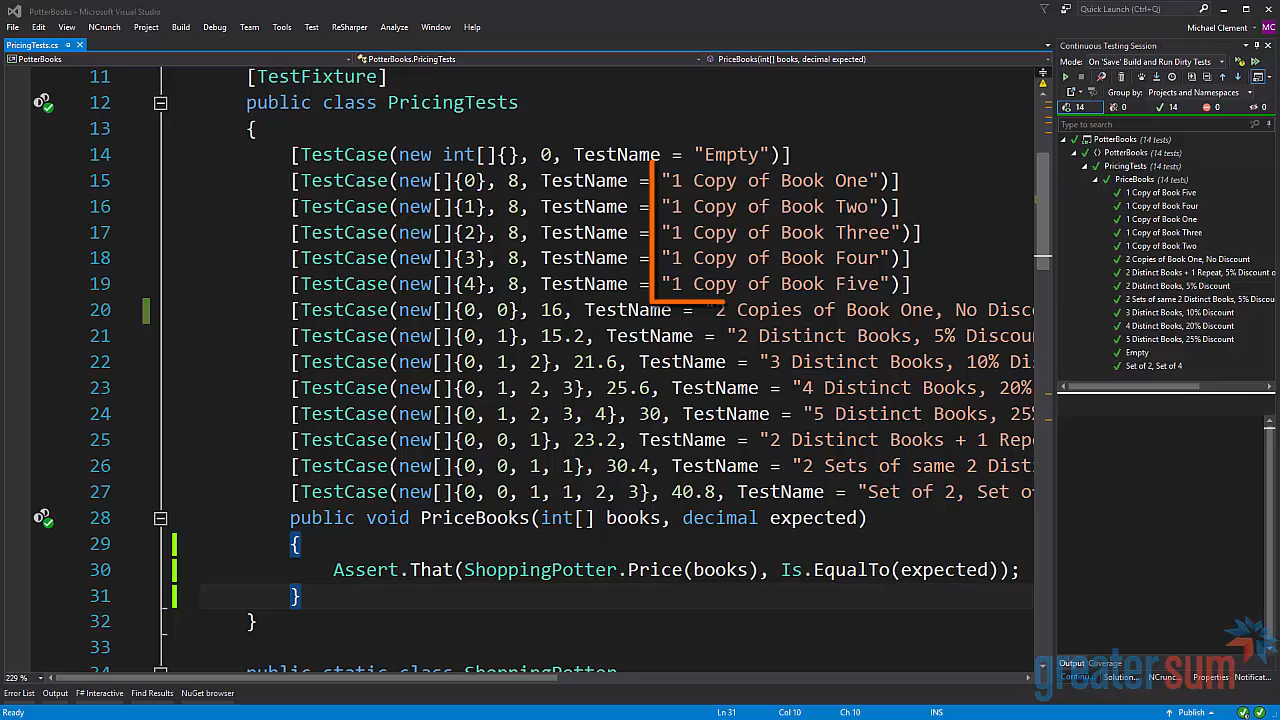 PotterBooks - Microsoft Visual Studio
Quick Launch (Ctrl+Q)
File Edit View NCrunch Project Build Debug Team Tools Test ReSharper Analyze Window Help
Michael Clement MC
PricingTests.cs
PotterBooks PotterBooks.PricingTests PriceBooks(int[] books, decimal expected)
11 [TestFixture]
12 public class PricingTests
13 {
14 [TestCase(new int[]{}, 0, TestName = "Empty")]
15 [TestCase(new[]{0}, 8, TestName = "1 Copy of Book One")]
16 [TestCase(new[]{1}, 8, TestName = "1 Copy of Book Two")]
17 [TestCase(new[]{2}, 8, TestName = "1 Copy of Book Three")]
18 [TestCase(new[]{3}, 8, TestName = "1 Copy of Book Four")]
19 [TestCase(new[]{4}, 8, TestName = "1 Copy of Book Five")]
20 [TestCase(new[]{0, 0}, 16, TestName = "2 Copies of Book One, No Disco
21 [TestCase(new[]{0, 1}, 15.2, TestName = "2 Distinct Books, 5% Discoun
22 [TestCase(new[]{0, 1, 2}, 21.6, TestName = "3 Distinct Books, 10% Dis
23 [TestCase(new[]{0, 1, 2, 3}, 25.6, TestName = "4 Distinct Books, 20%
24 [TestCase(new[]{0, 1, 2, 3, 4}, 30, TestName = "5 Distinct Books, 25%
25 [TestCase(new[]{0, 0, 1}, 23.2, TestName = "2 Distinct Books + 1 Repe
26 [TestCase(new[]{0, 0, 1, 1}, 30.4, TestName = "2 Sets of same 2 Dist
27 [TestCase(new[]{0, 0, 1, 1, 2, 3}, 40.8, TestName = "Set of 2, Set o
28 public void PriceBooks(int[] books, decimal expected)
29 {
30 Assert.That(ShoppingPotter.Price(books), Is.EqualTo(expected));
31 }
32 }
33
34 public static class ShoppingPotter
229 %
Continuous Testing Session
Mode: On 'Save' Build and Run Dirty Tests
Group by: Projects and Namespaces
14 0 14 0 0
Type to search
PotterBooks (14 tests)
PotterBooks (14 tests)
PricingTests (14 tests)
PriceBooks (14 tests)
1 Copy of Book Five
1 Copy of Book Four
1 Copy of Book One
1 Copy of Book Three
1 Copy of Book Two
2 Copies of Book One, No Discount
2 Distinct Books + 1 Repeat, 5% Discount o
2 Distinct Books, 5% Discount
2 Sets of same 2 Distinct Books, 5% Discou
3 Distinct Books, 10% Discount
4 Distinct Books, 20% Discount
5 Distinct Books, 25% Discount
Empty
Set of 2, Set of 4
Output Coverage
Continu... Solution... NCrunc... Properties Notificat...
greatersum
Error List Output F# Interactive Find Results NuGet browser
Ready Ln 31 Col 10 Ch 10 INS Publish